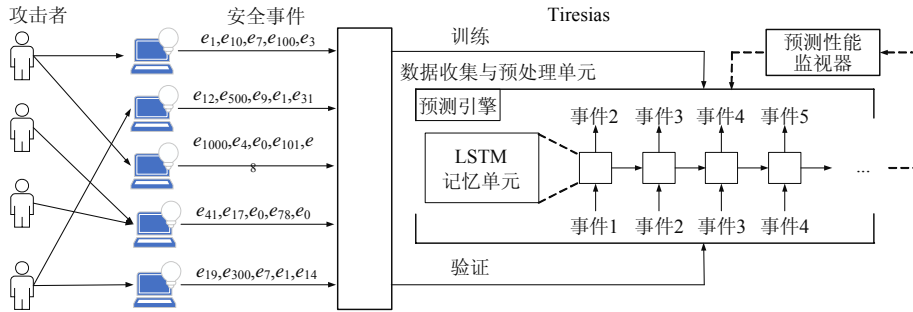 攻击者
安全事件
Tiresias
e1,e10,e7,e100,e3
训练
预测性能
监视器
数据收集与预处理单元
e12,e500,e9,e1,e31
预测引擎
事件2
事件3
事件4
事件5
e1000,e4,e0,e101,e
8
LSTM
记忆单元
...
e41,e17,e0,e78,e0
事件1
事件2
事件3
事件4
e19,e300,e7,e1,e14
验证